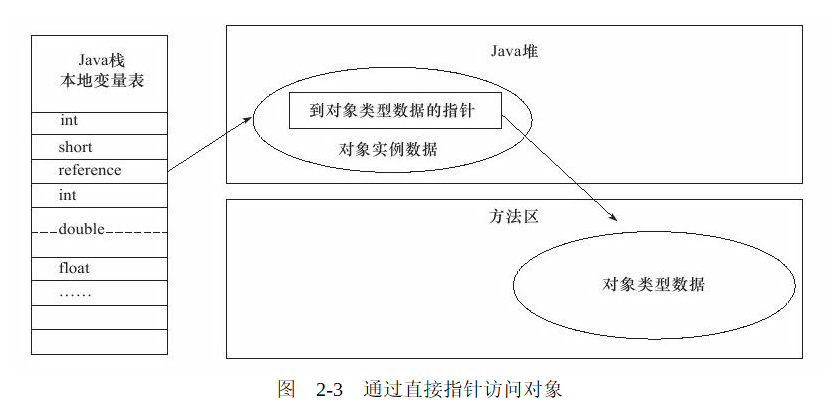 Java栈
本地变量表
int
short
reference
int
double
float
……
Java堆
到对象类型数据的指针
对象实例数据
方法区
对象类型数据
图 2-3 通过直接指针访问对象